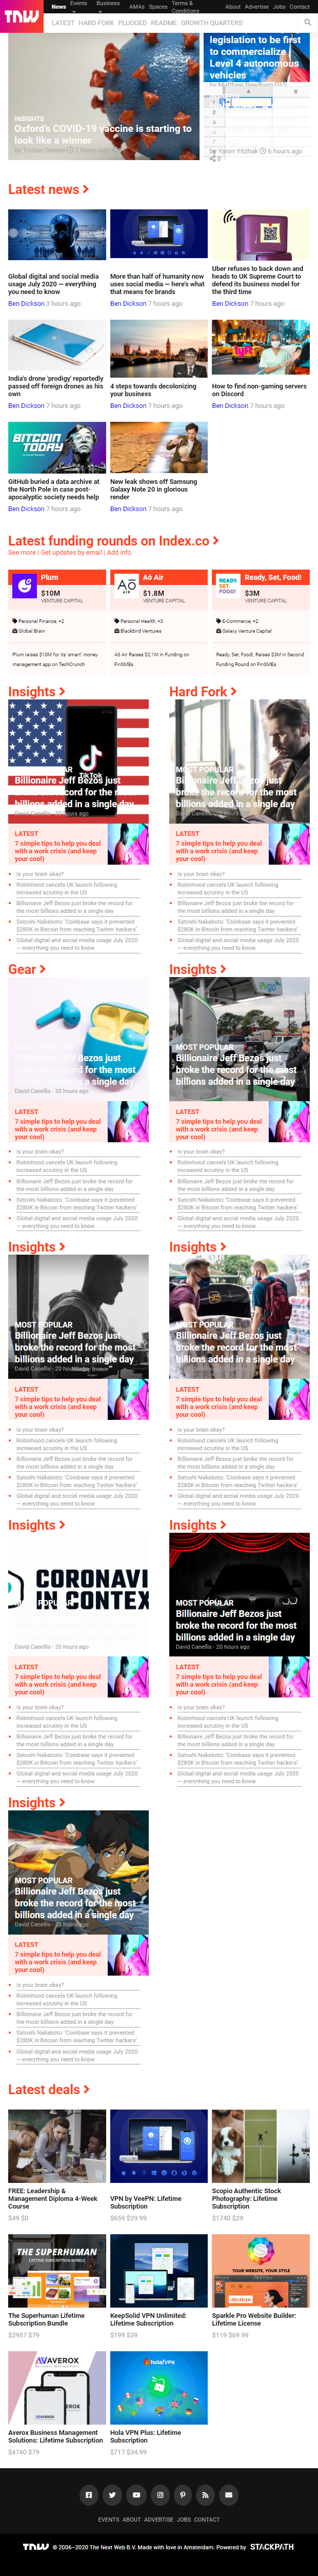 TNW
News Events Business AMAs Spaces Terms & Conditions About Advertise Jobs Contact
LATEST HARD FORK PLUGGED README GROWTH QUARTERS
INSIGHTS
Oxford's COVID-19 vaccine is starting to
look like a winner
by Tristan Greene 2 hours ago
legislation to be first
to commercialize
Level 4 autonomous
vehicles
by Yaron Yitzhak 6 hours ago
8
Latest news
Global digital and social media
usage July 2020 — everything
you need to know
Ben Dickson 3 hours ago
More than half of humanity now
uses social media — here's what
that means for brands
Ben Dickson 7 hours ago
Uber refuses to back down and
heads to UK Supreme Court to
defend its business model for
the third time
Ben Dickson 7 hours ago
India's drone 'prodigy' reportedly
passed off foreign drones as his
own
Ben Dickson 7 hours ago
4 steps towards decolonizing
your business
Ben Dickson 7 hours ago
lyft
How to find non-gaming servers
on Discord
Ben Dickson 7 hours ago
BITCOIN
TODAY
GitHub buried a data archive at
the North Pole in case post-
apocalyptic society needs help
Ben Dickson 7 hours ago
New leak shows off Samsung
Galaxy Note 20 in glorious
render
Ben Dickson 7 hours ago
Latest funding rounds on Index.co
See more | Get updates by email | Add info
Plum
$10M
VENTURE CAPITAL
Personal Finance, +2
Global Brain
Plum raises $10M for its 'smart' money
management app on TechCrunch
Aō
AIR
Aō Air
$1.8M
VENTURE CAPITAL
Personal Health, +3
Blackbird Ventures
Aō Air Raises $2.1M in Funding on
FinSMEs
READY,
SET,
FOOD!
Ready, Set, Food!
$3M
VENTURE CAPITAL
E-Commerce, +2
Galaxy Venture Capital
Ready, Set, Food!, Raises $3M in Second
Funding Round on FinSMEs
Insights
TikTok
Billionaire Jeff Bezos just
broke the record for the most
billions added in a single day
David Canellis - 20 hours ago
LATEST
7 simple tips to help you deal
with a work crisis (and keep
your cool)
Is your brain okay?
Robinhood cancels UK launch following
increased scrutiny in the US
Billionaire Jeff Bezos just broke the record for
the most billions added in a single day
Satoshi Nakaboto: 'Coinbase says it prevented
$280K in Bitcoin from reaching Twitter hackers'
Global digital and social media usage July 2020
— everything you need to know
Hard Fork
MOST POPULAR
Billionaire Jeff Bezos just
broke the record for the most
billions added in a single day
David Canellis - 20 hours ago
LATEST
7 simple tips to help you deal
with a work crisis (and keep
your cool)
Is your brain okay?
Robinhood cancels UK launch following
increased scrutiny in the US
Billionaire Jeff Bezos just broke the record for
the most billions added in a single day
Satoshi Nakaboto: 'Coinbase says it prevented
$280K in Bitcoin from reaching Twitter hackers'
Global digital and social media usage July 2020
— everything you need to know
Gear
Billionaire Jeff Bezos just
broke the record for the most
billions added in a single day
David Canellis - 20 hours ago
LATEST
7 simple tips to help you deal
with a work crisis (and keep
your cool)
Is your brain okay?
Robinhood cancels UK launch following
increased scrutiny in the US
Billionaire Jeff Bezos just broke the record for
the most billions added in a single day
Satoshi Nakaboto: 'Coinbase says it prevented
$280K in Bitcoin from reaching Twitter hackers'
Global digital and social media usage July 2020
— everything you need to know
Insights
EVgo
MOST POPULAR
Billionaire Jeff Bezos just
broke the record for the most
billions added in a single day
LATEST
7 simple tips to help you deal
with a work crisis (and keep
your cool)
Is your brain okay?
Robinhood cancels UK launch following
increased scrutiny in the US
Billionaire Jeff Bezos just broke the record for
the most billions added in a single day
Satoshi Nakaboto: 'Coinbase says it prevented
$280K in Bitcoin from reaching Twitter hackers'
Global digital and social media usage July 2020
— everything you need to know
Insights
MOST POPULAR
Billionaire Jeff Bezos just
broke the record for the most
billions added in a single day
David Canellis - 20 hours ago
LATEST
7 simple tips to help you deal
with a work crisis (and keep
your cool)
Is your brain okay?
Robinhood cancels UK launch following
increased scrutiny in the US
Billionaire Jeff Bezos just broke the record for
the most billions added in a single day
Satoshi Nakaboto: 'Coinbase says it prevented
$280K in Bitcoin from reaching Twitter hackers'
Global digital and social media usage July 2020
— everything you need to know
Insights
MOST POPULAR
Billionaire Jeff Bezos just
broke the record for the most
billions added in a single day
LATEST
7 simple tips to help you deal
with a work crisis (and keep
your cool)
Is your brain okay?
Robinhood cancels UK launch following
increased scrutiny in the US
Billionaire Jeff Bezos just broke the record for
the most billions added in a single day
Satoshi Nakaboto: 'Coinbase says it prevented
$280K in Bitcoin from reaching Twitter hackers'
Global digital and social media usage July 2020
— everything you need to know
Insights
CORONAVI
IN CONTEX
David Canellis - 20 hours ago
LATEST
7 simple tips to help you deal
with a work crisis (and keep
your cool)
Is your brain okay?
Robinhood cancels UK launch following
increased scrutiny in the US
Billionaire Jeff Bezos just broke the record for
the most billions added in a single day
Satoshi Nakaboto: 'Coinbase says it prevented
$280K in Bitcoin from reaching Twitter hackers'
Global digital and social media usage July 2020
— everything you need to know
Insights
MOST POPULAR
Billionaire Jeff Bezos just
broke the record for the most
billions added in a single day
David Canellis - 20 hours ago
LATEST
7 simple tips to help you deal
with a work crisis (and keep
your cool)
Is your brain okay?
Robinhood cancels UK launch following
increased scrutiny in the US
Billionaire Jeff Bezos just broke the record for
the most billions added in a single day
Satoshi Nakaboto: 'Coinbase says it prevented
$280K in Bitcoin from reaching Twitter hackers'
Global digital and social media usage July 2020
— everything you need to know
Insights
MOST POPULAR
Billionaire Jeff Bezos just
broke the record for the most
billions added in a single day
David Canellis - 20 hours ago
LATEST
7 simple tips to help you deal
with a work crisis (and keep
your cool)
Is your brain okay?
Robinhood cancels UK launch following
increased scrutiny in the US
Billionaire Jeff Bezos just broke the record for
the most billions added in a single day
Satoshi Nakaboto: 'Coinbase says it prevented
$280K in Bitcoin from reaching Twitter hackers'
Global digital and social media usage July 2020
— everything you need to know
Latest deals
FREE: Leadership &
Management Diploma 4-Week
Course
$49 $0
VPN by VeePN: Lifetime
Subscription
$659 $29.99
Scopio Authentic Stock
Photography: Lifetime
Subscription
$1740 $29
THE SUPERHUMAN
LIFETIME SUBSCRIPTION BUNDLE
The Superhuman Lifetime
Subscription Bundle
$2957 $79
KeepSolid VPN Unlimited:
Lifetime Subscription
$199 $39
YOUR WEBSITE, YOUR STYLE
Sparkle Pro Website Builder:
Lifetime License
$119 $69.99
AVEROX
Averox Business Management
Solutions: Lifetime Subscription
$4740 $79
hola! VPN
Hola VPN Plus: Lifetime
Subscription
$717 $34.99
EVENTS ABOUT ADVERTISE JOBS CONTACT
TNW © 2006—2020 The Next Web B.V. Made with love in Amsterdam. Powered by STACKPATH